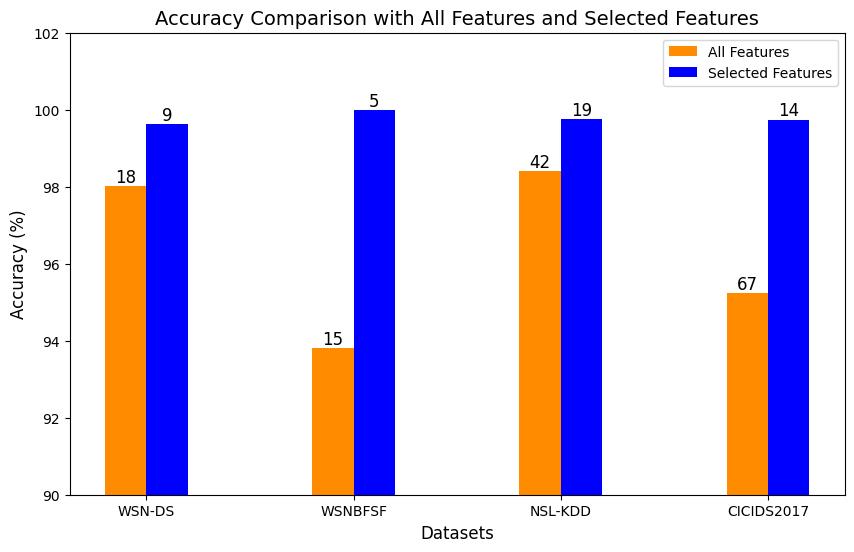 Accuracy Comparison with All Features and Selected Features
All Features
Selected Features
Accuracy (%)
102
100
98
96
94
92
90
18
9
15
5
42
19
67
14
WSN-DS
WSNBFSF
NSL-KDD
CICIDS2017
Datasets